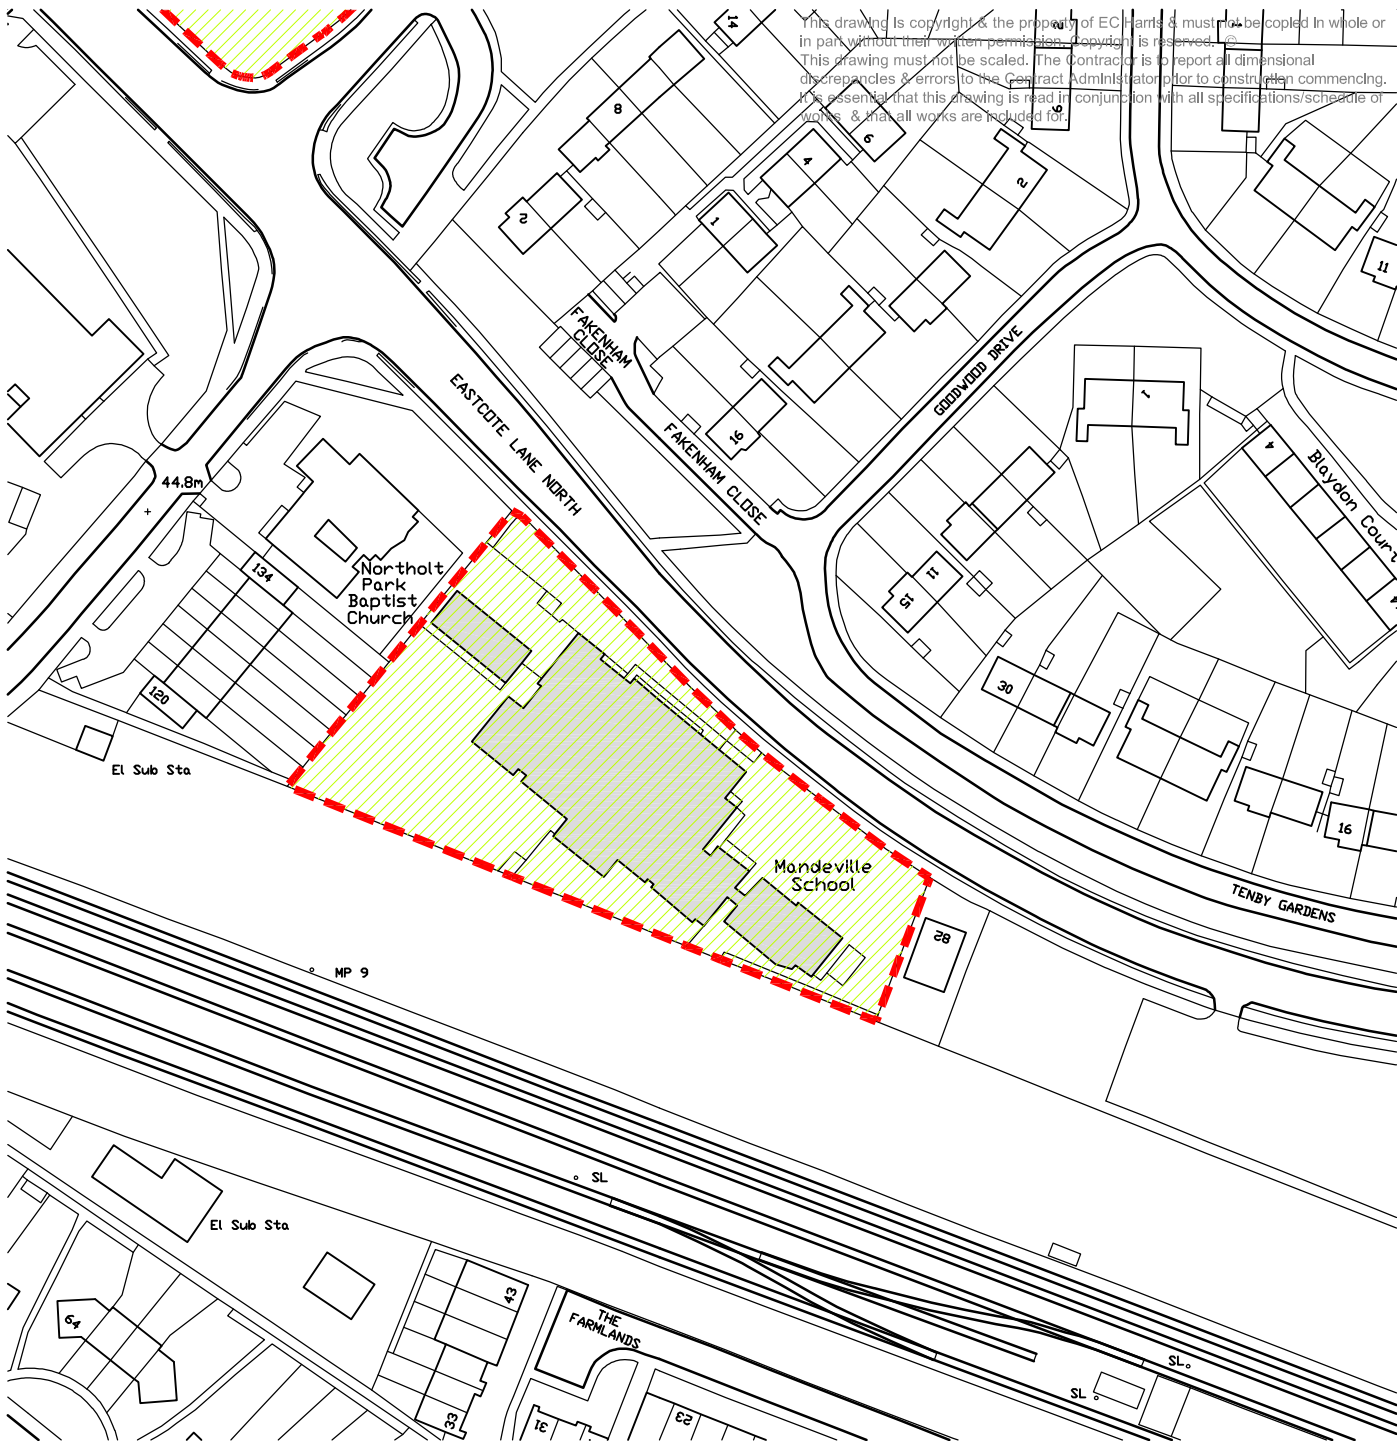 This drawing is copyright & the property of EC Harris & must not be copied in whole or
in part without their written permission. Copyright is reserved. ©
This drawing must not be scaled. The Contractor is to report all dimensional
discrepancies & errors to the Contract Administrator prior to construction commencing.
It is essential that this drawing is read in conjunction with all specifications/schedule of
works & that all works are included for.
14
2
1
8
6
6
4
2
2
1
11
FAKENHAM
CLOSE
GOODWOOD DRIVE
EASTCOTE LANE NORTH
1
16
FAKENHAM CLOSE
4
Blaydon Court
44.8m
134
Northolt
Park
Baptist
Church
11
15
4
120
30
El Sub Sta
16
Mandeville
School
TENBY GARDENS
82
MP 9
SL
El Sub Sta
43
64
THE
FARMLANDS
SL
SL
33
31
23